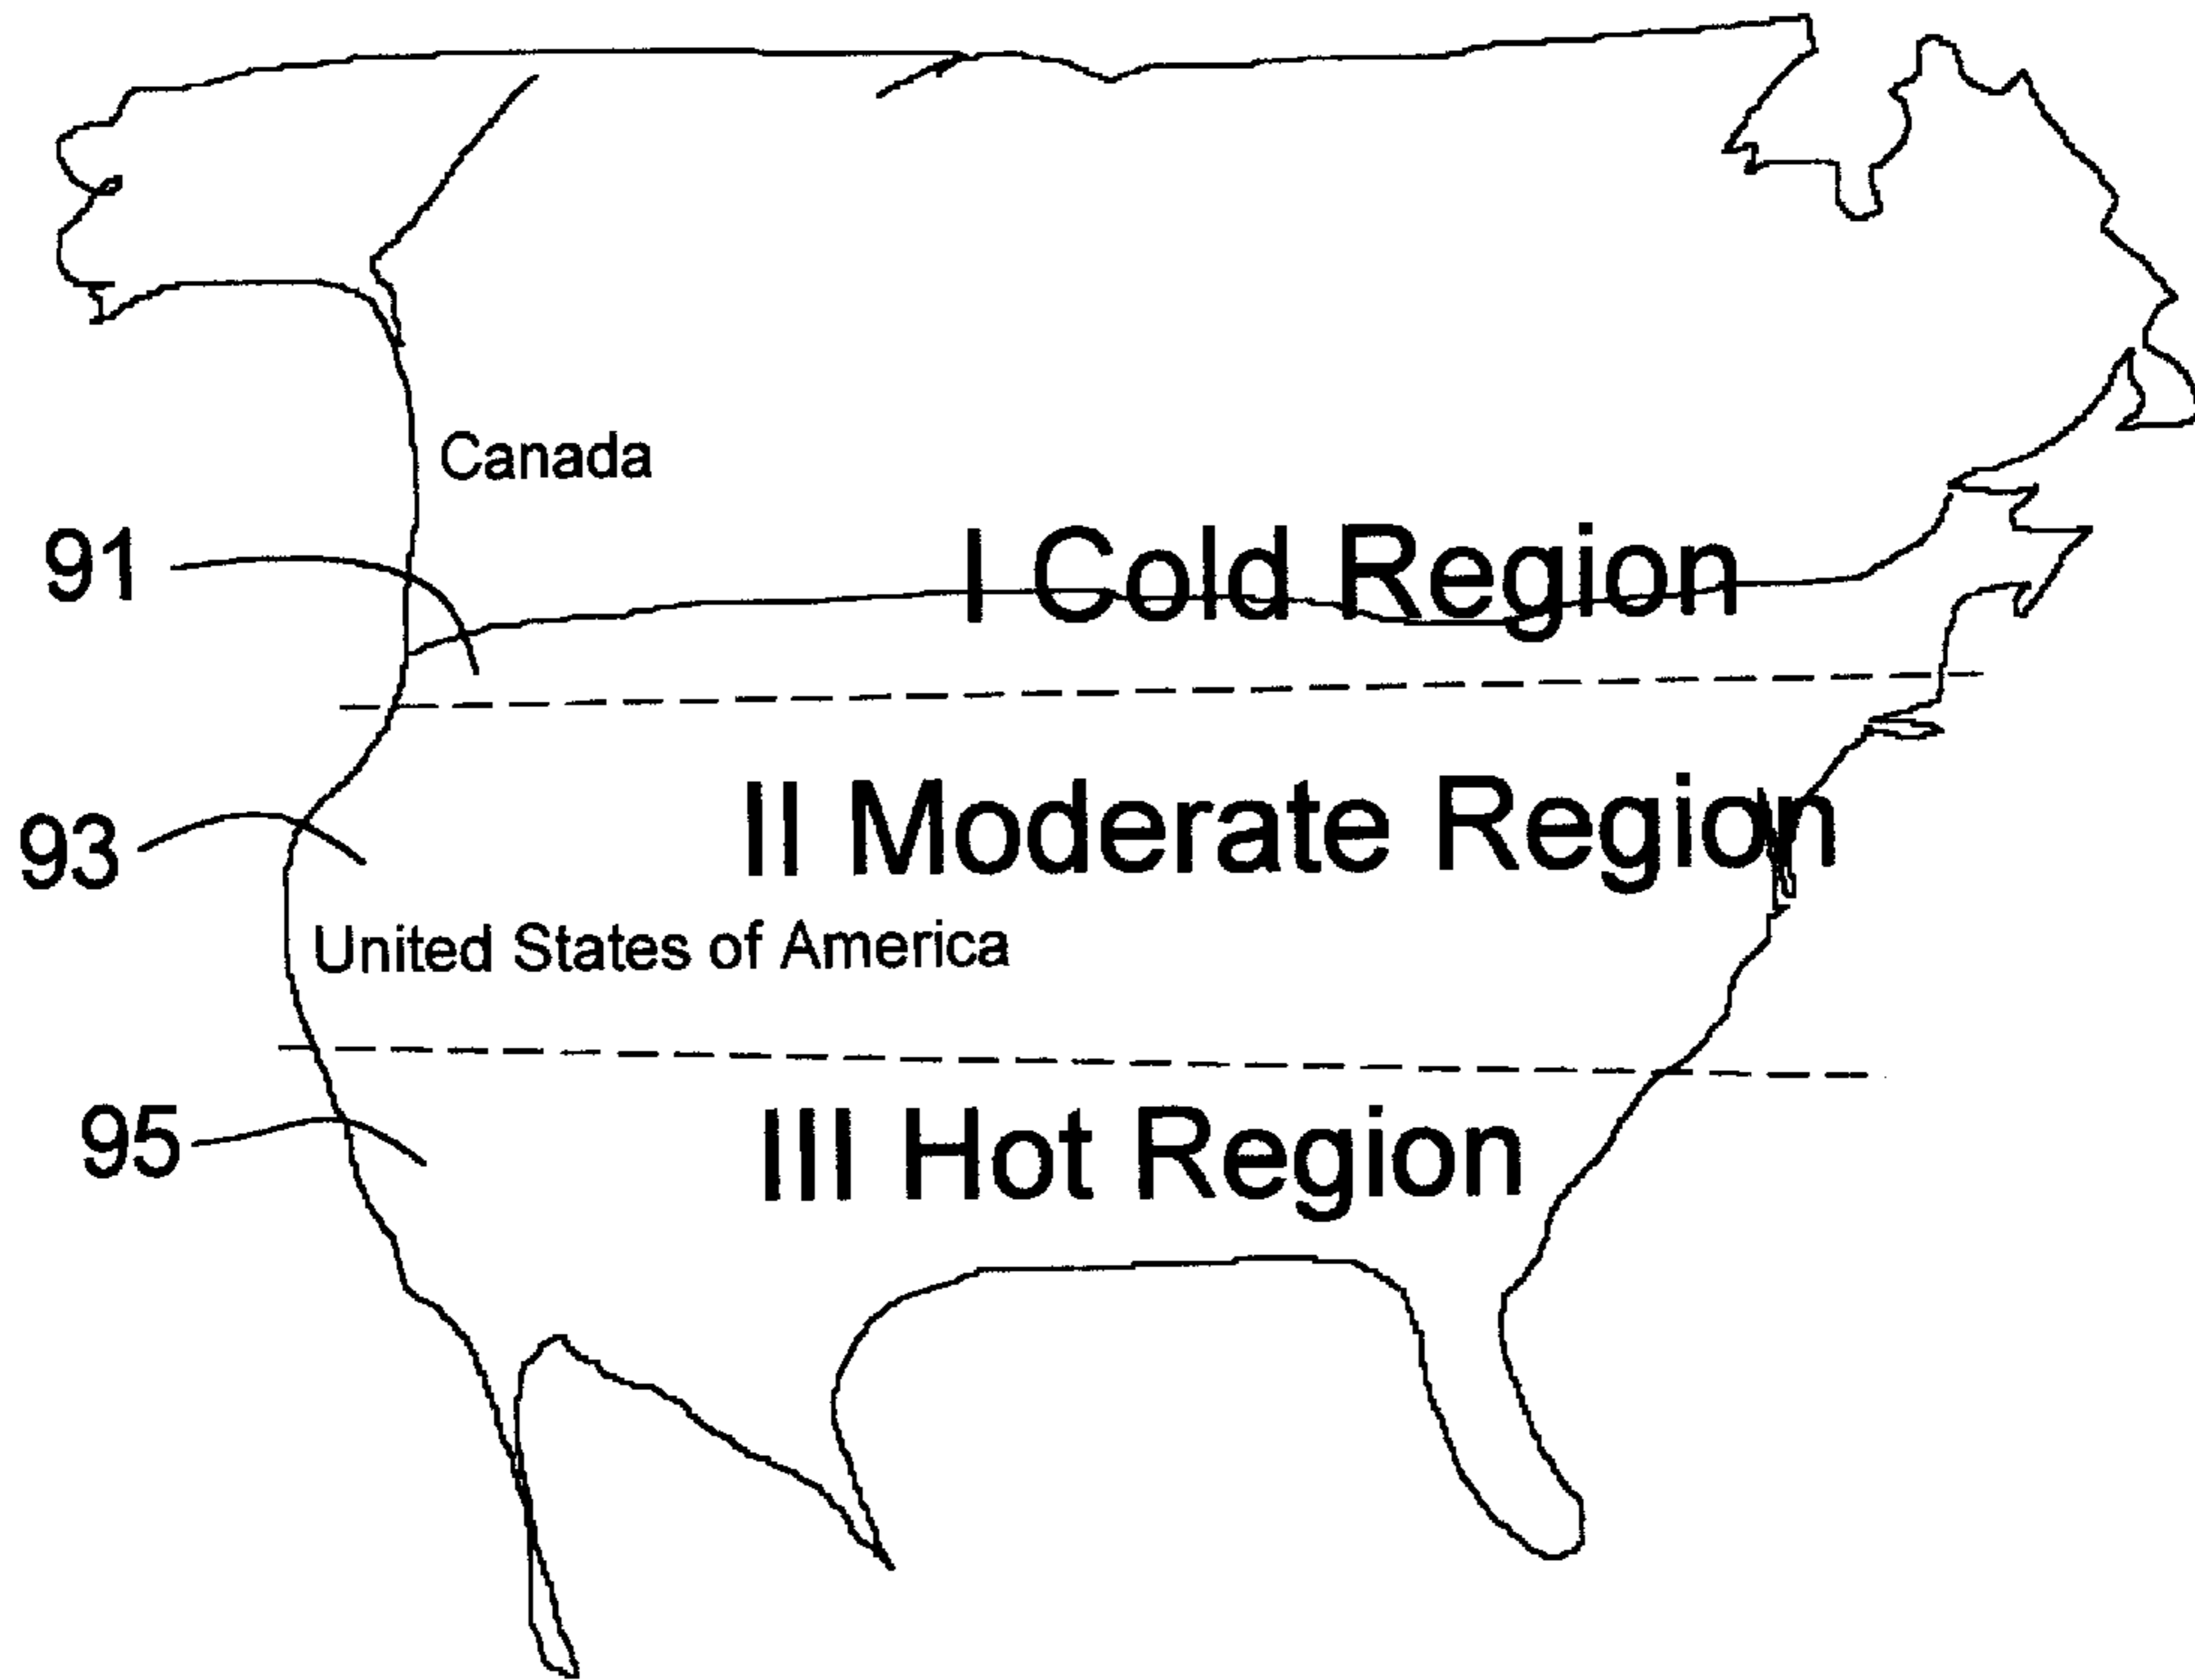 Canada
91
I Cold Region
II Moderate Region
93
United States of America
95
III Hot Region